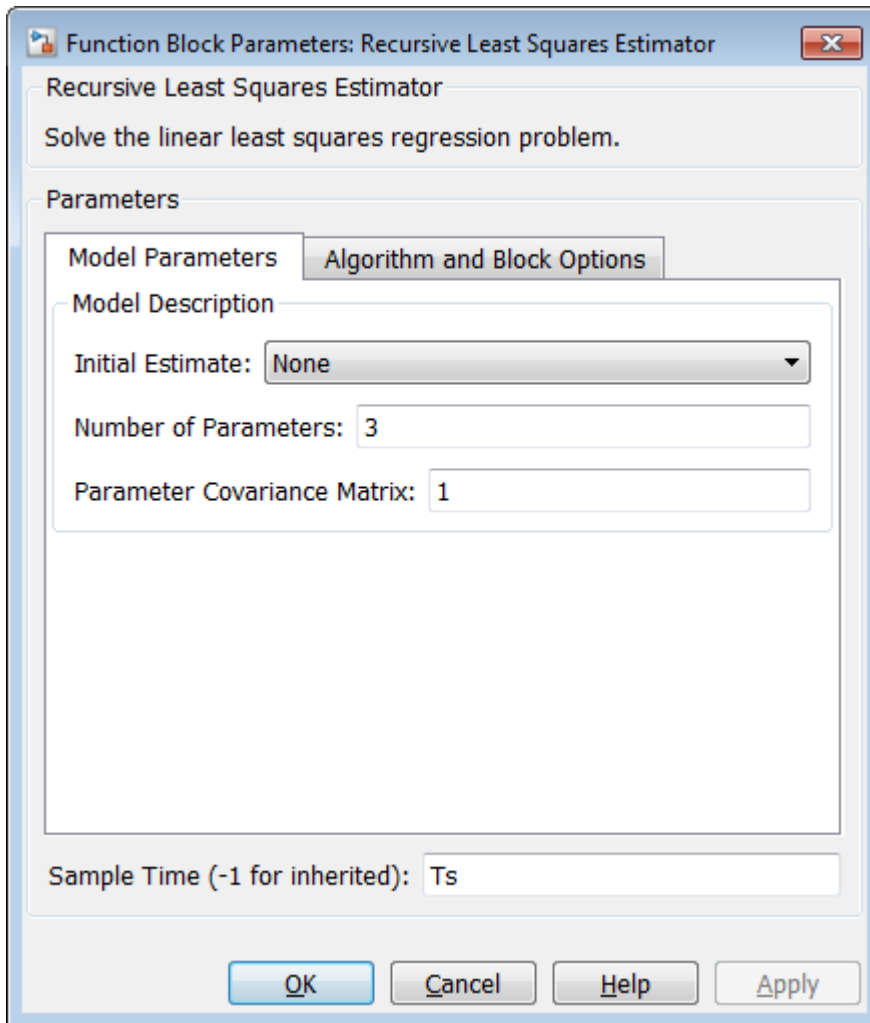 Function Block Parameters: Recursive Least Squares Estimator
Recursive Least Squares Estimator
Solve the linear least squares regression problem.
Parameters
Model Parameters
Algorithm and Block Options
Model Description
Initial Estimate: None
Number of Parameters: 3
Parameter Covariance Matrix: 1
Sample Time (-1 for inherited): Ts
OK Cancel Help Apply